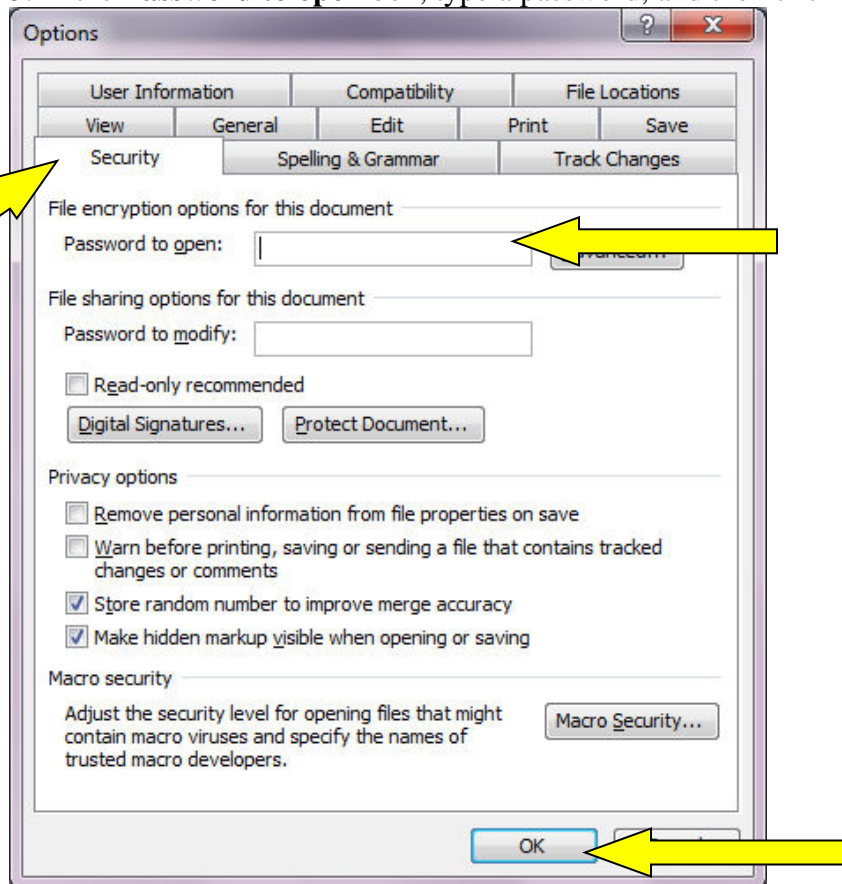 Options
User Information Compatibility File Locations
View General Edit Print Save
Security Spelling & Grammar Track Changes
File encryption options for this document
Password to open:
File sharing options for this document
Password to modify:
Read-only recommended
Digital Signatures... Protect Document...
Privacy options
Remove personal information from file properties on save
Warn before printing, saving or sending a file that contains tracked
changes or comments
Store random number to improve merge accuracy
Make hidden markup visible when opening or saving
Macro security
Adjust the security level for opening files that might
contain macro viruses and specify the names of
trusted macro developers.
Macro Security...
OK